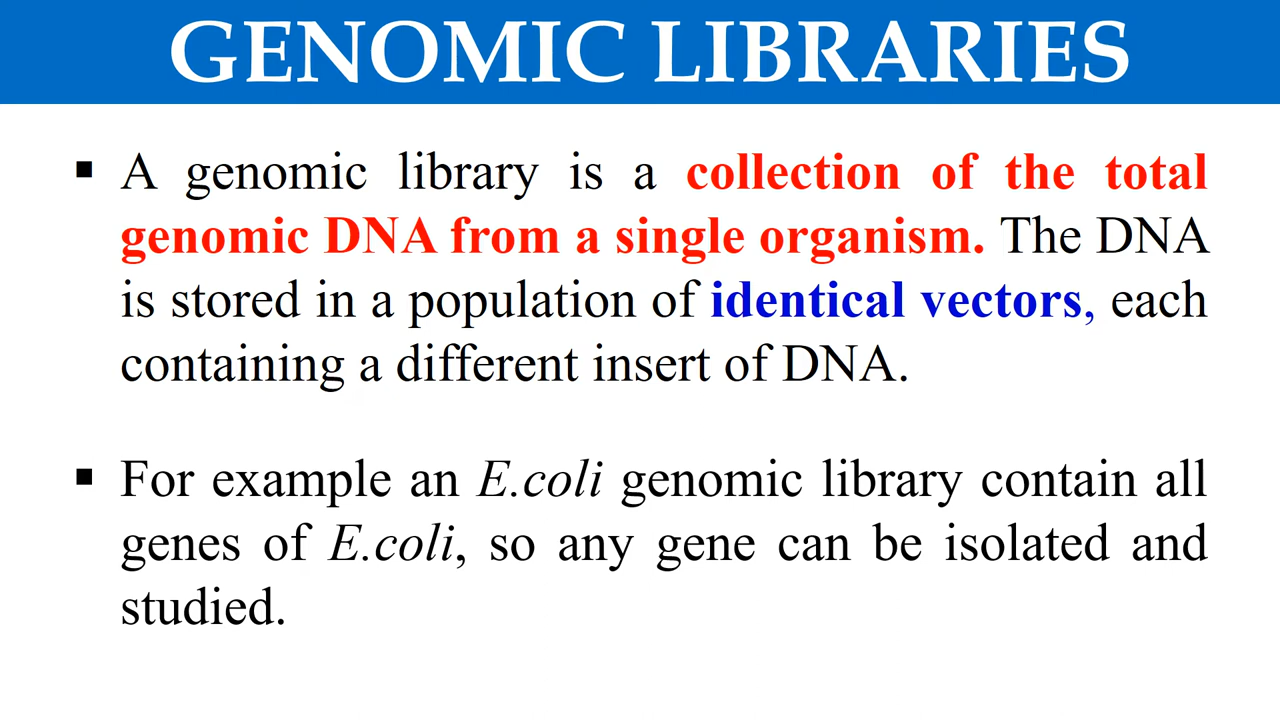 GENOMIC LIBRARIES
▪ A genomic library is a collection of the total
genomic DNA from a single organism. The DNA
is stored in a population of identical vectors, each
containing a different insert of DNA.
▪ For example an E.coli genomic library contain all
genes of E.coli, so any gene can be isolated and
studied.